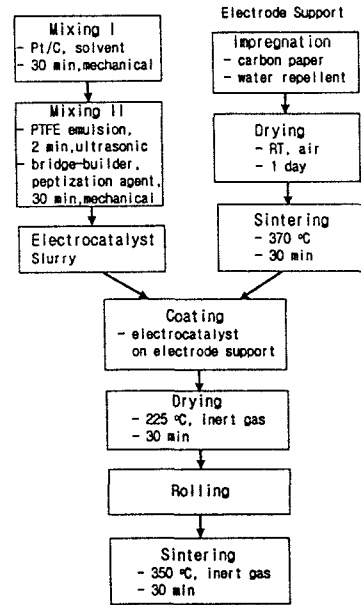 Mixing I
- Pt/C, solvent
- 30 min,mechanical
Mixing II
- PTFE emulsion,
2 min,ultrasonic
- bridge-builder,
peptization agent,
30 min,mechanical
Electrocatalyst
Slurry
Electrode Support
Impregnation
- carbon paper
- water repellent
Drying
- RT, air
- 1 day
Sintering
- 370 ℃
- 30 min
Coating
- electrocatalyst
on electrode support
Drying
- 225 ℃, inert gas
- 30 min
Rolling
Sintering
- 350 ℃, inert gas
- 30 min